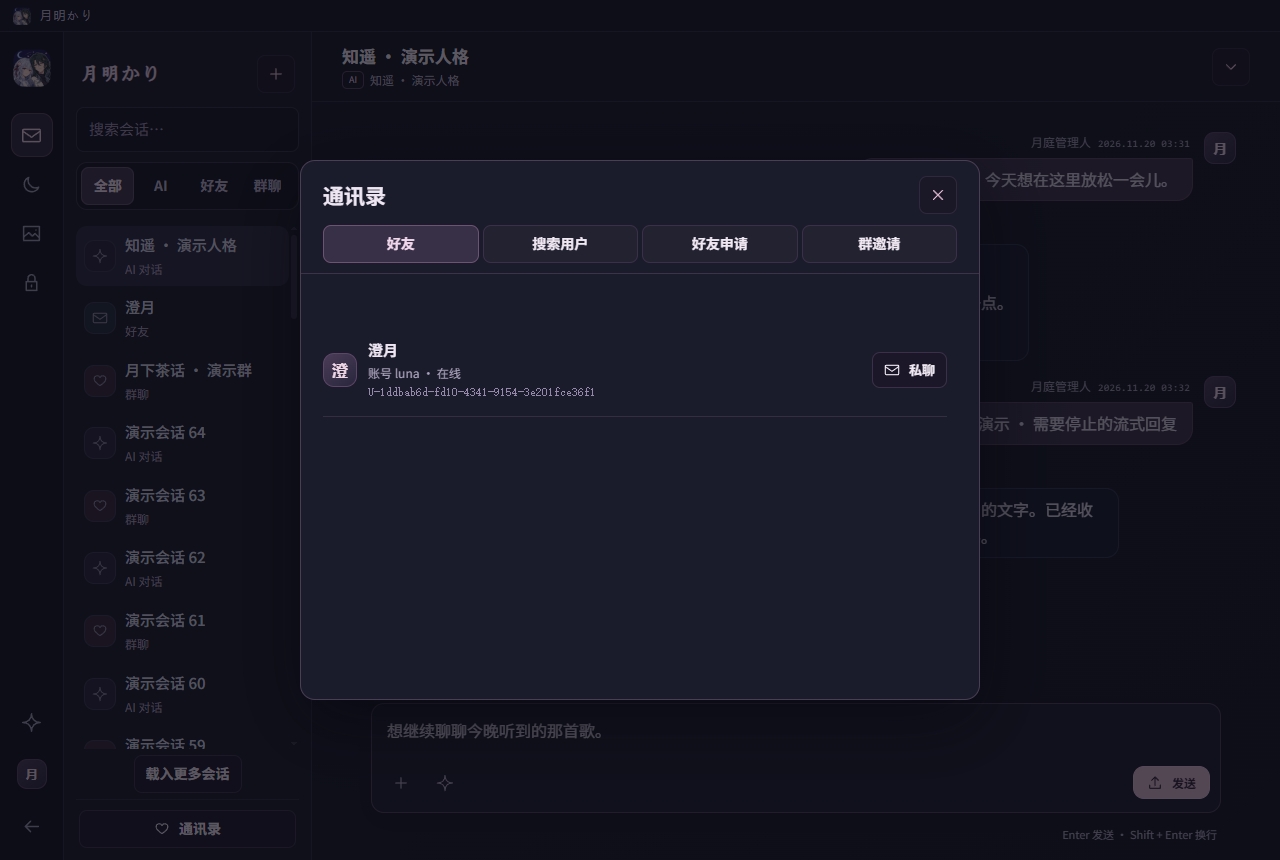 月明かり
月明かり
搜索会话…
全部
AI
好友
群聊
知遥 · 演示人格
AI 对话
澄月
好友
月下茶话 · 演示群
群聊
演示会话 64
AI 对话
演示会话 63
群聊
演示会话 62
AI 对话
演示会话 61
群聊
演示会话 60
AI 对话
演示会话 59
载入更多会话
通讯录
月
知遥 · 演示人格
AI 知遥 · 演示人格
月庭管理人 2026.11.20 03:31
月
今天想在这里放松一会儿。
点。
月庭管理人 2026.11.20 03:32
月
演示 · 需要停止的流式回复
的文字。已经收
。
通讯录
好友
搜索用户
好友申请
群邀请
澄
澄月
账号 luna · 在线
U-1ddbab6d-fd10-4341-9154-3e201fce36f1
私聊
想继续聊聊今晚听到的那首歌。
发送
Enter 发送 · Shift + Enter 换行